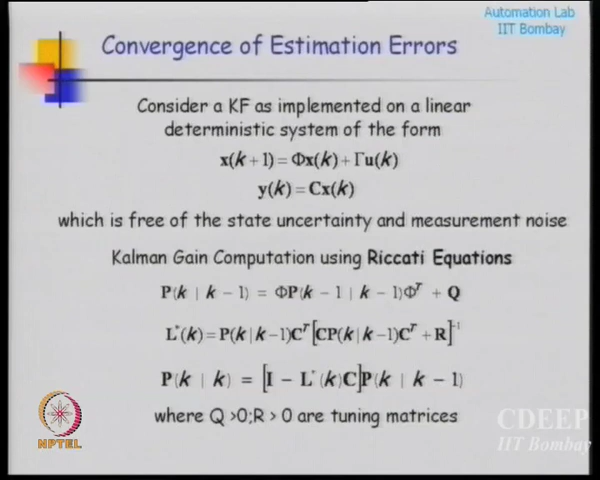 Automation Lab
IIT Bombay
Convergence of Estimation Errors
Consider a KF as implemented on a linear
deterministic system of the form
x(k + 1) = Φx(k) + Γu(k)
y(k) = Cx(k)
which is free of the state uncertainty and measurement noise
Kalman Gain Computation using Riccati Equations
P(k | k − 1) = ΦP(k − 1 | k − 1)Φᵀ + Q
L*(k) = P(k | k−1)Cᵀ[CP(k | k−1)Cᵀ + R]⁻¹
P(k | k) = [I − L*(k)C]P(k | k − 1)
where Q >0;R > 0 are tuning matrices
NPTEL
CDEEP
IIT Bombay